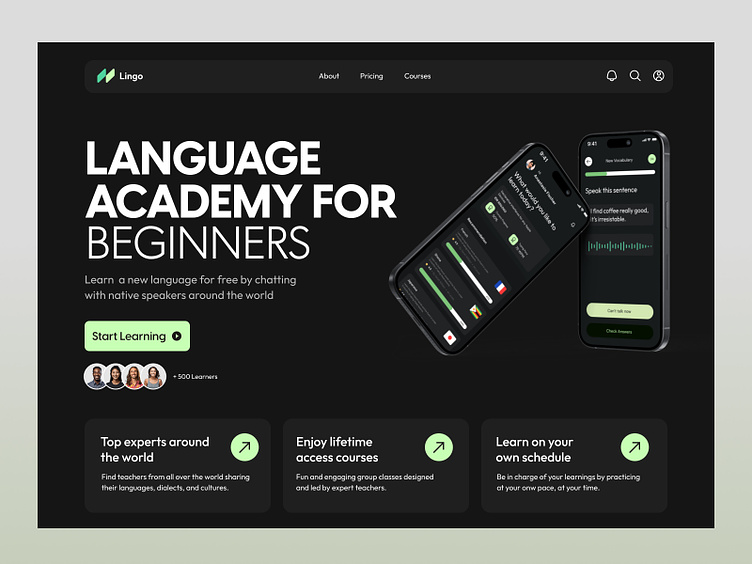 Lingo
About
Pricing
Courses
LANGUAGE
ACADEMY FOR
BEGINNERS
Learn a new language for free by chatting
with native speakers around the world
Start Learning
+ 500 Learners
9:41
What would you like to
learn today?
9:41
New Vocabulary
Speak this sentence
I find coffee really good,
it's irresistable.
Can't talk now
Check Answers
Top experts around
the world
Find teachers from all over the world sharing
their languages, dialects, and cultures.
Enjoy lifetime
access courses
Fun and engaging group classes designed
and led by expert teachers.
Learn on your
own schedule
Be in charge of your learnings by practicing
at your onw pace, at your time.